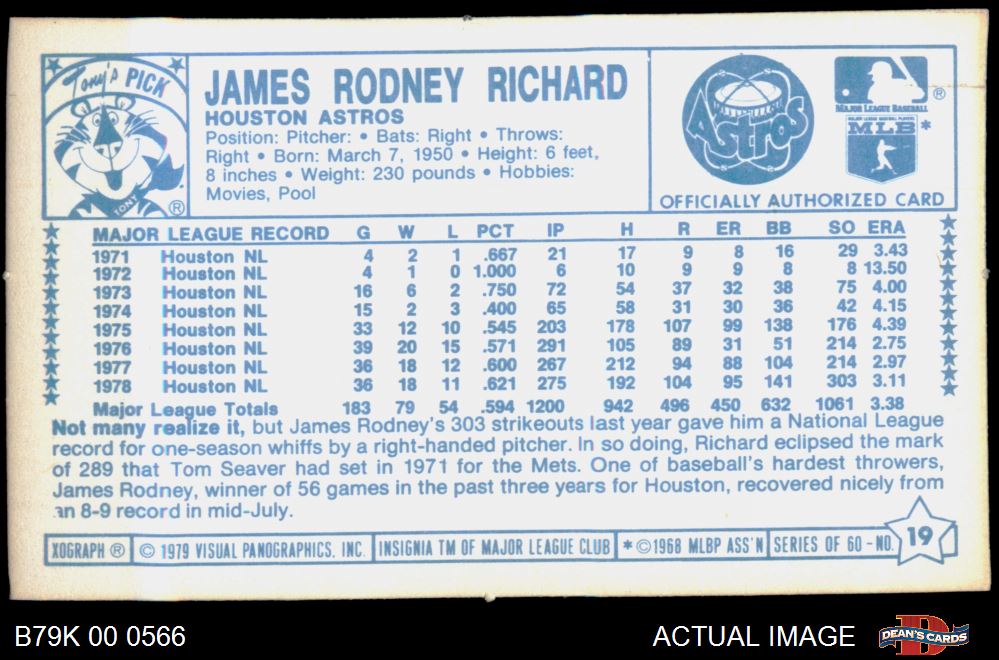 Tony's PICK
TONY ®
JAMES RODNEY RICHARD
HOUSTON ASTROS
Position: Pitcher: • Bats: Right • Throws:
Right • Born: March 7, 1950 • Height: 6 feet,
8 inches • Weight: 230 pounds • Hobbies:
Movies, Pool
Astros
MAJOR LEAGUE BASEBALL ®
MAJOR LEAGUE BASEBALL PLAYERS
MLB *
OFFICIALLY AUTHORIZED CARD
MAJOR LEAGUE RECORD G W L PCT IP H R ER BB SO ERA
1971 Houston NL 4 2 1 .667 21 17 9 8 16 29 3.43
1972 Houston NL 4 1 0 1.000 6 10 9 9 8 8 13.50
1973 Houston NL 16 6 2 .750 72 54 37 32 38 75 4.00
1974 Houston NL 15 2 3 .400 65 58 31 30 36 42 4.15
1975 Houston NL 33 12 10 .545 203 178 107 99 138 176 4.39
1976 Houston NL 39 20 15 .571 291 105 89 31 51 214 2.75
1977 Houston NL 36 18 12 .600 267 212 94 88 104 214 2.97
1978 Houston NL 36 18 11 .621 275 192 104 95 141 303 3.11
Major League Totals 183 79 54 .594 1200 942 496 450 632 1061 3.38
Not many realize it, but James Rodney's 303 strikeouts last year gave him a National League
record for one-season whiffs by a right-handed pitcher. In so doing, Richard eclipsed the mark
of 289 that Tom Seaver had set in 1971 for the Mets. One of baseball's hardest throwers,
James Rodney, winner of 56 games in the past three years for Houston, recovered nicely from
an 8-9 record in mid-July.
XOGRAPH ® © 1979 VISUAL PANOGRAPHICS, INC. INSIGNIA TM OF MAJOR LEAGUE CLUB * ©1968 MLBP ASS'N SERIES OF 60-NO. 19
B79K 00 0566
ACTUAL IMAGE
D
DEAN'S CARDS